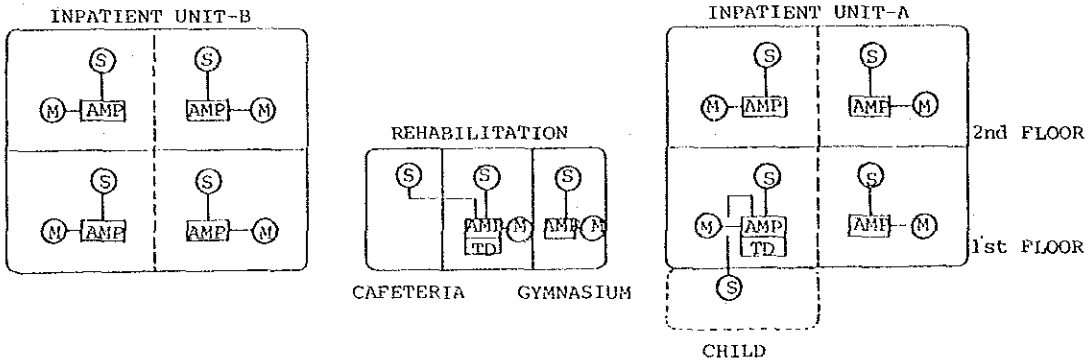 INPATIENT UNIT-B
INPATIENT UNIT-A
S S S S
M AMP AMP M M AMP AMP M
REHABILITATION
2nd FLOOR
S S S
S S S S
M AMP AMP M AMP M AMP M M AMP AMP M
TD TD
1st FLOOR
S
CAFETERIA GYMNASIUM
CHILD